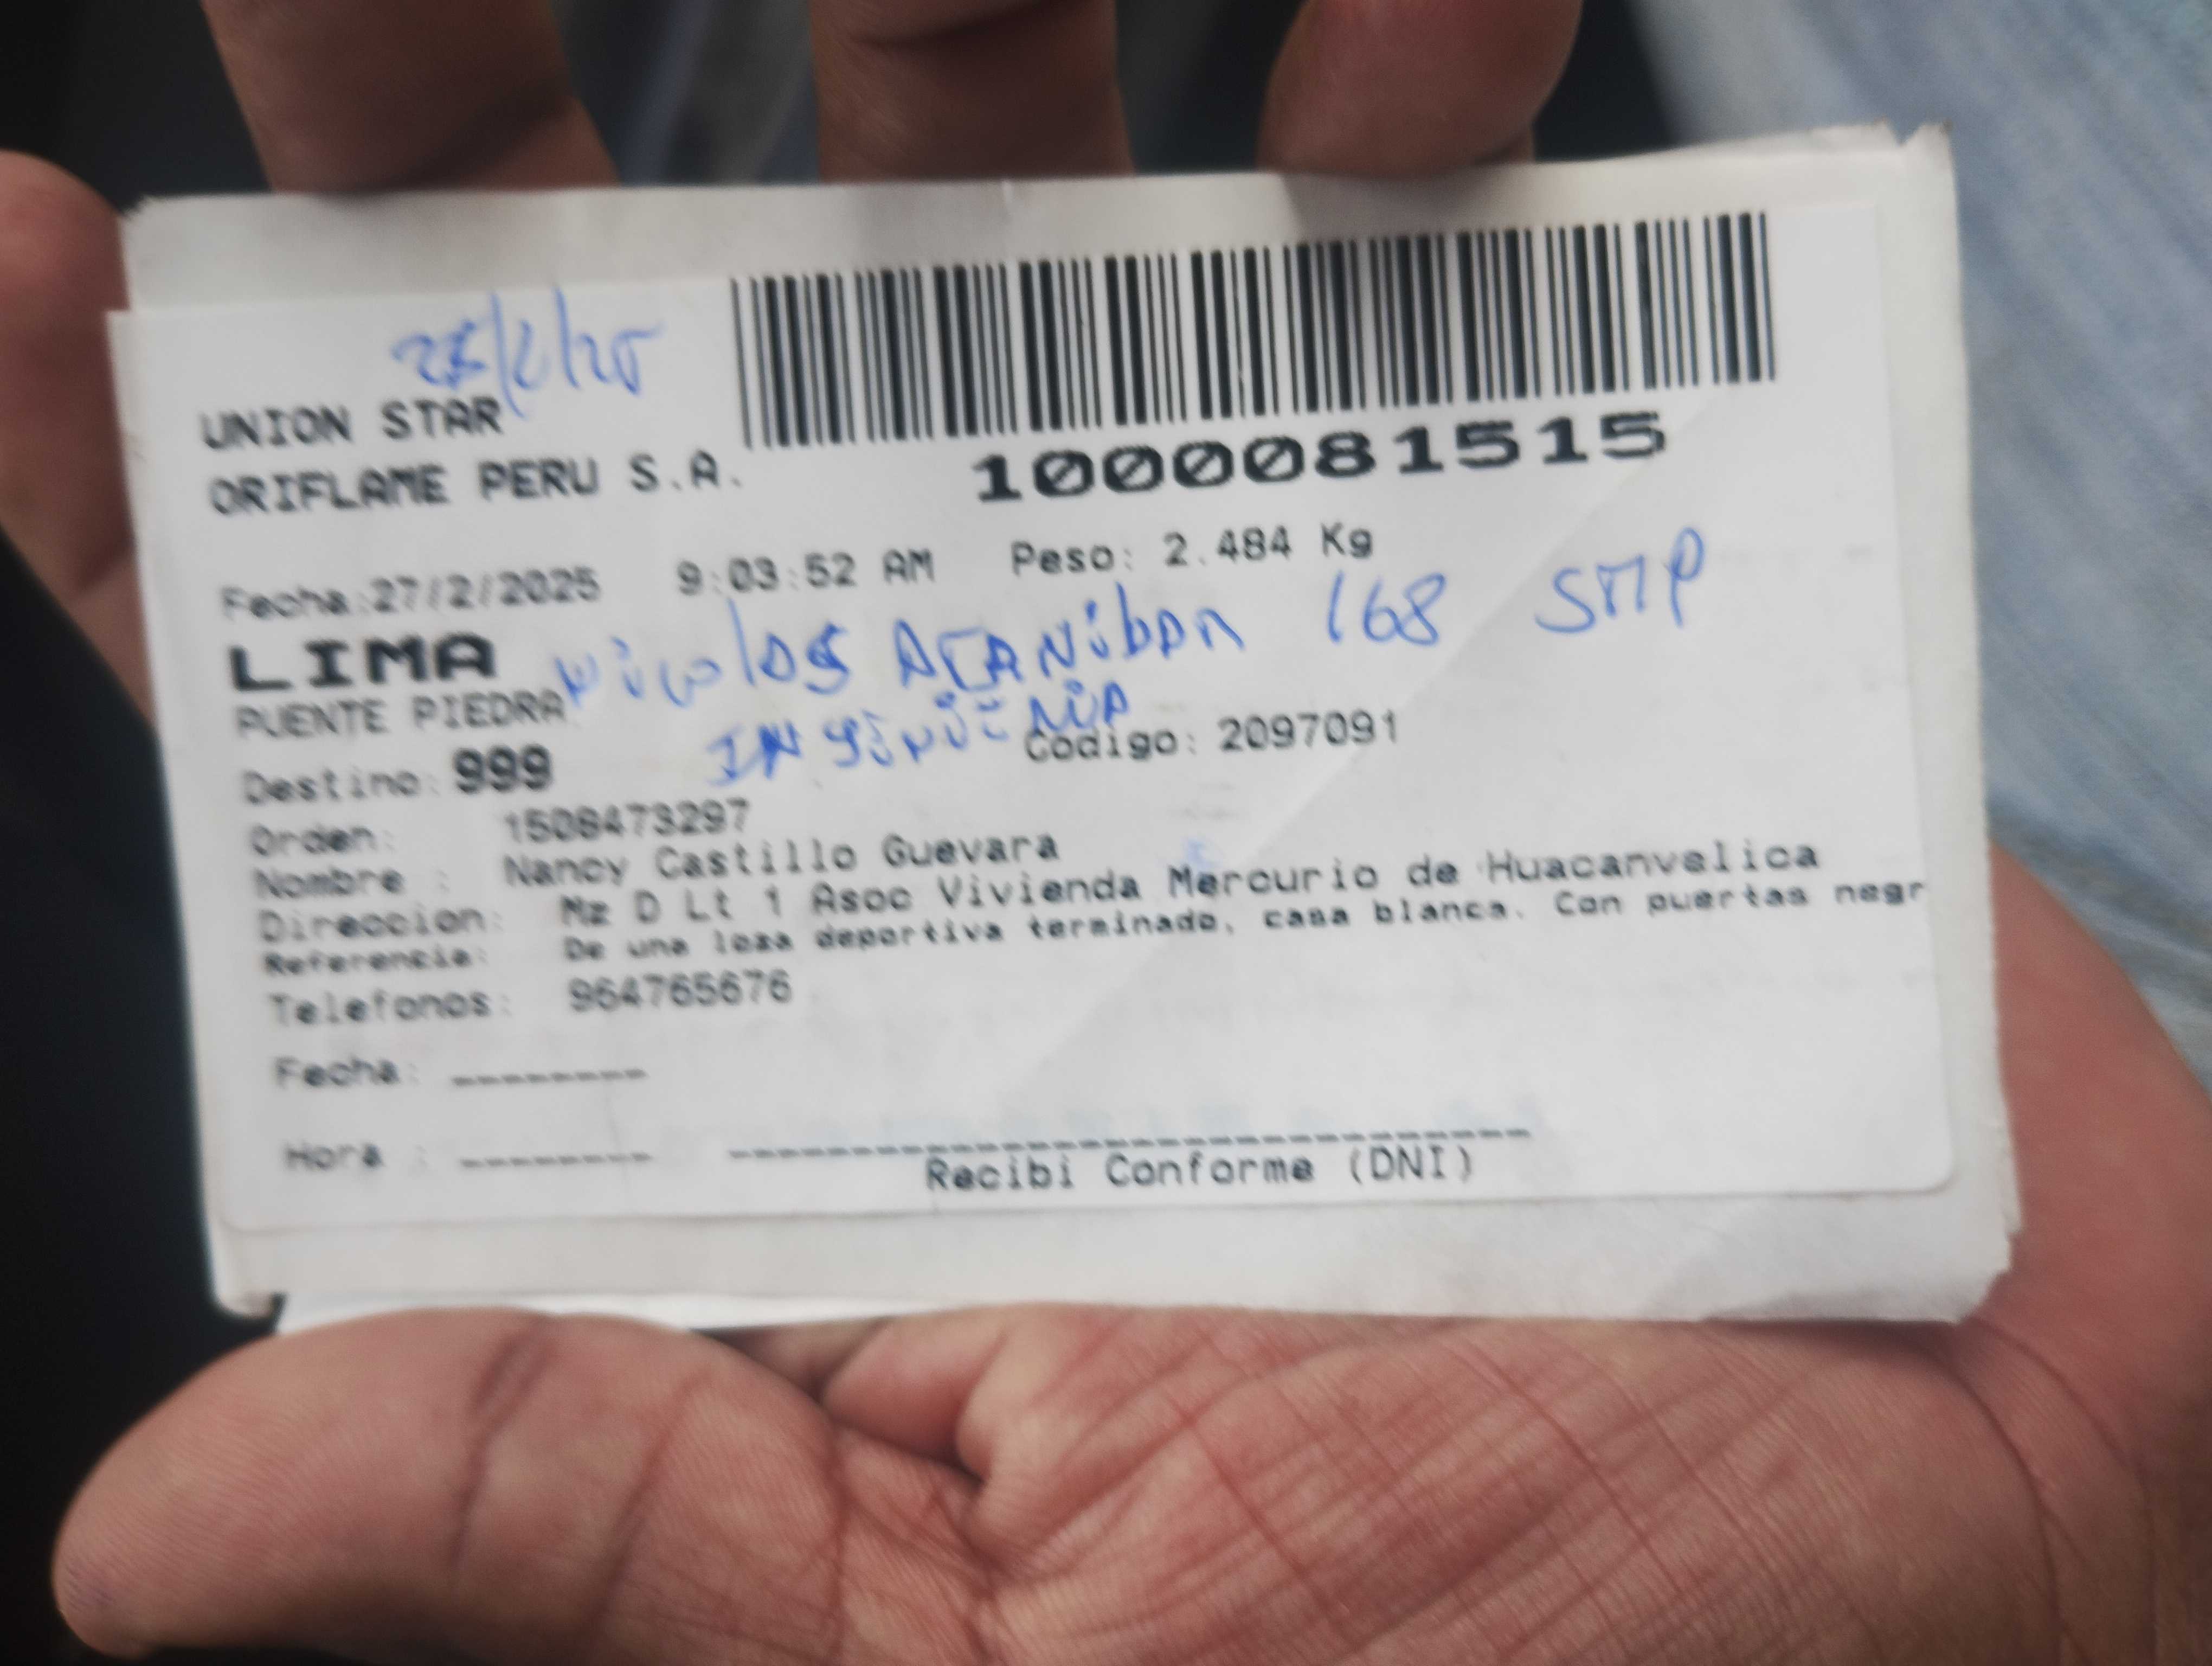 UNION STAR
ORIFLAME PERU S.A.
1000081515
Fecha:27/2/2025 9:03:52 AM Peso: 2.484 Kg
LIMA
168 SMP
PUENTE PIEDRA
Destino: 999 Codigo: 2097091
Orden: 1508473297
Nombre : Nancy Castillo Guevara
Direccion: Mz D Lt 1 Asoc Vivienda Mercurio de Huacanvelica
Referencia: De una loza deportiva terminado, casa blanca. Con puertas negr
Telefonos: 964765676
Fecha: --------
Hora : --------
Recibi Conforme (DNI)